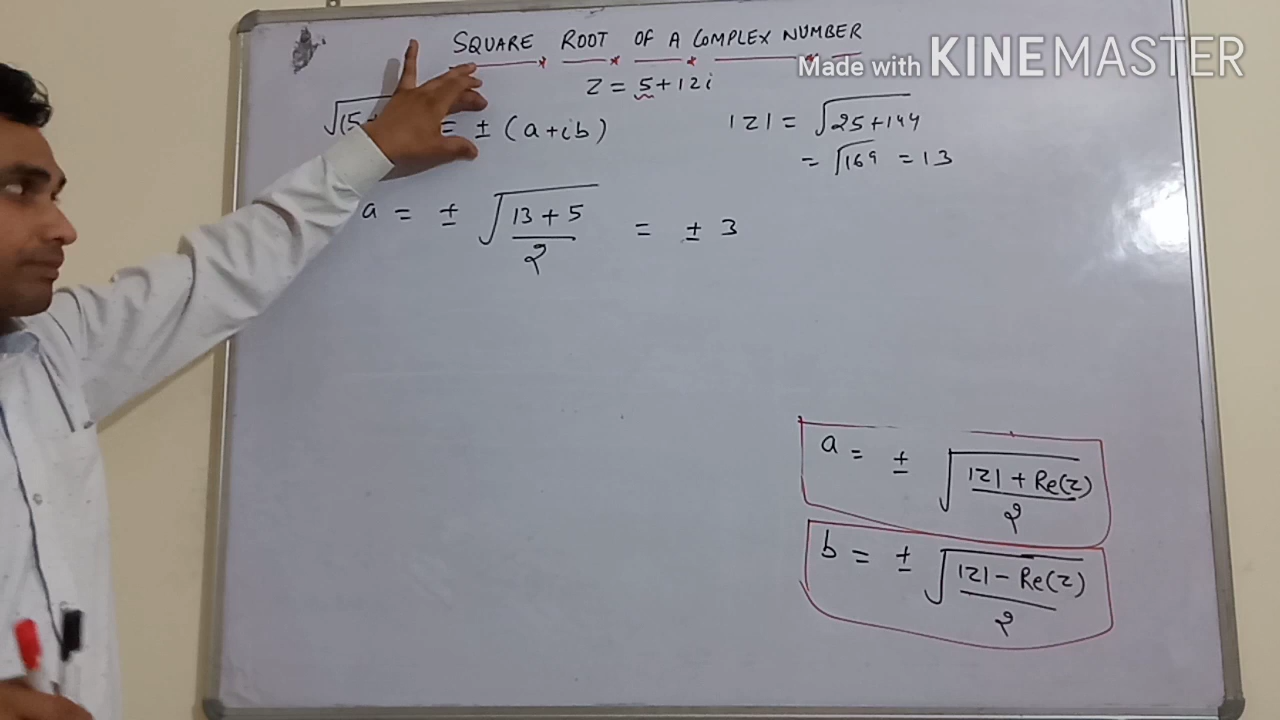 SQUARE ROOT OF A COMPLEX NUMBER
Made with KINEMASTER
Z = 5 + 12i
= ± (a + ib)
|z| = √25 + 144
= √169 = 13
a = ± √13 + 5 / 2 = ± 3
a = ± √|z| + Re(z) / 2
b = ± √|z| - Re(z) / 2